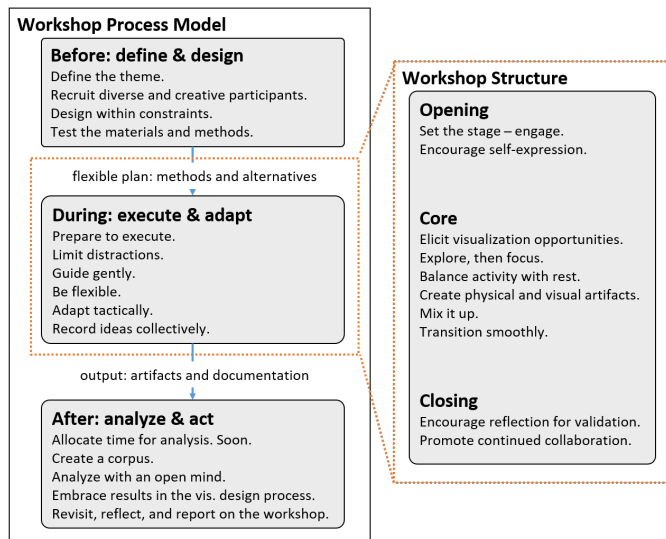 Workshop Process Model
Before: define & design
Define the theme.
Recruit diverse and creative participants.
Design within constraints.
Test the materials and methods.
flexible plan: methods and alternatives
During: execute & adapt
Prepare to execute.
Limit distractions.
Guide gently.
Be flexible.
Adapt tactically.
Record ideas collectively.
output: artifacts and documentation
After: analyze & act
Allocate time for analysis. Soon.
Create a corpus.
Analyze with an open mind.
Embrace results in the vis. design process.
Revisit, reflect, and report on the workshop.
Workshop Structure
Opening
Set the stage – engage.
Encourage self-expression.
Core
Elicit visualization opportunities.
Explore, then focus.
Balance activity with rest.
Create physical and visual artifacts.
Mix it up.
Transition smoothly.
Closing
Encourage reflection for validation.
Promote continued collaboration.